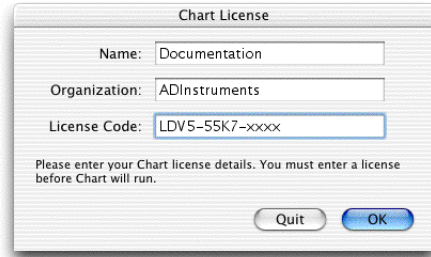 Chart License
Name: Documentation
Organization: ADInstruments
License Code: LDV5-55K7-xxxx
Please enter your Chart license details. You must enter a license
before Chart will run.
Quit OK